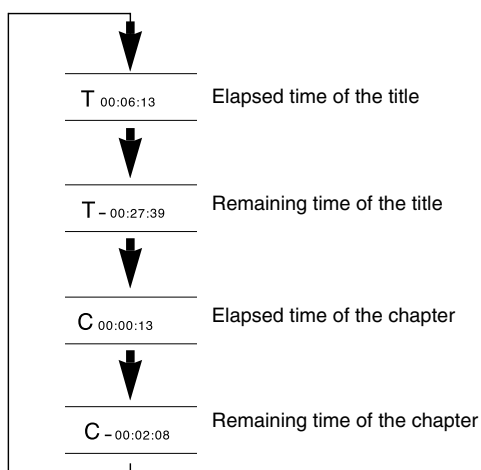 T 00:06:13 Elapsed time of the title
T - 00:27:39 Remaining time of the title
C 00:00:13 Elapsed time of the chapter
C - 00:02:08 Remaining time of the chapter